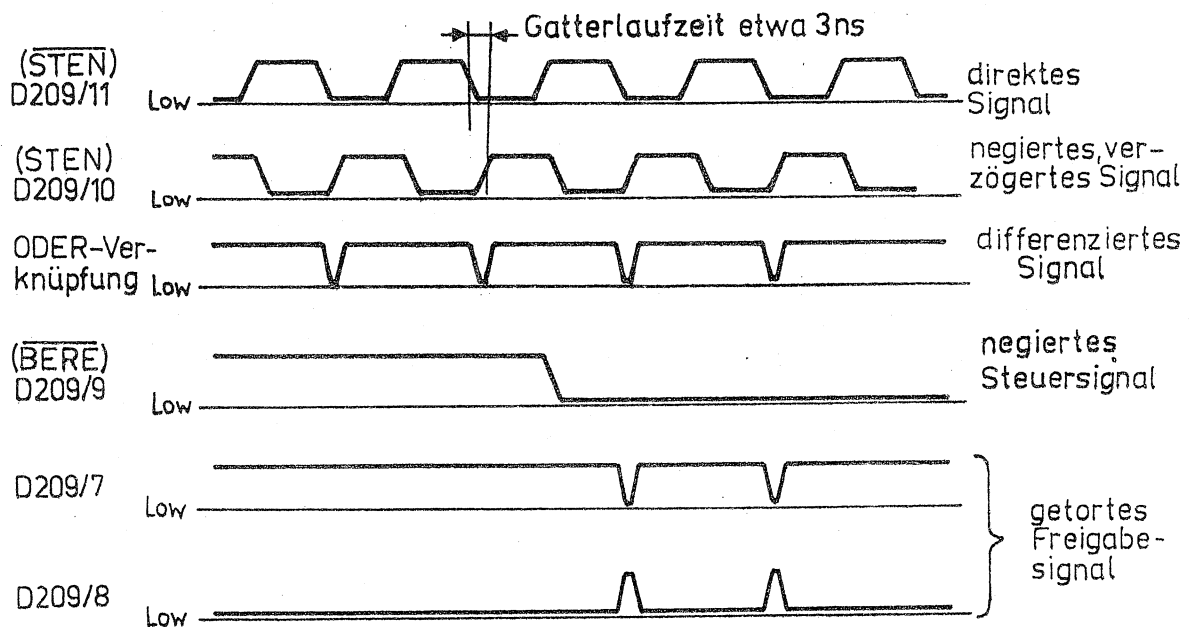 Gatterlaufzeit etwa 3ns
(STEN)
D209/11
Low
direktes
Signal
(STEN)
D209/10
Low
negiertes, ver-
zögertes Signal
ODER-Ver-
knüpfung
Low
differenziertes
Signal
(BERE)
D209/9
Low
negiertes
Steuersignal
D209/7
Low
D209/8
Low
getortes
Freigabe-
signal